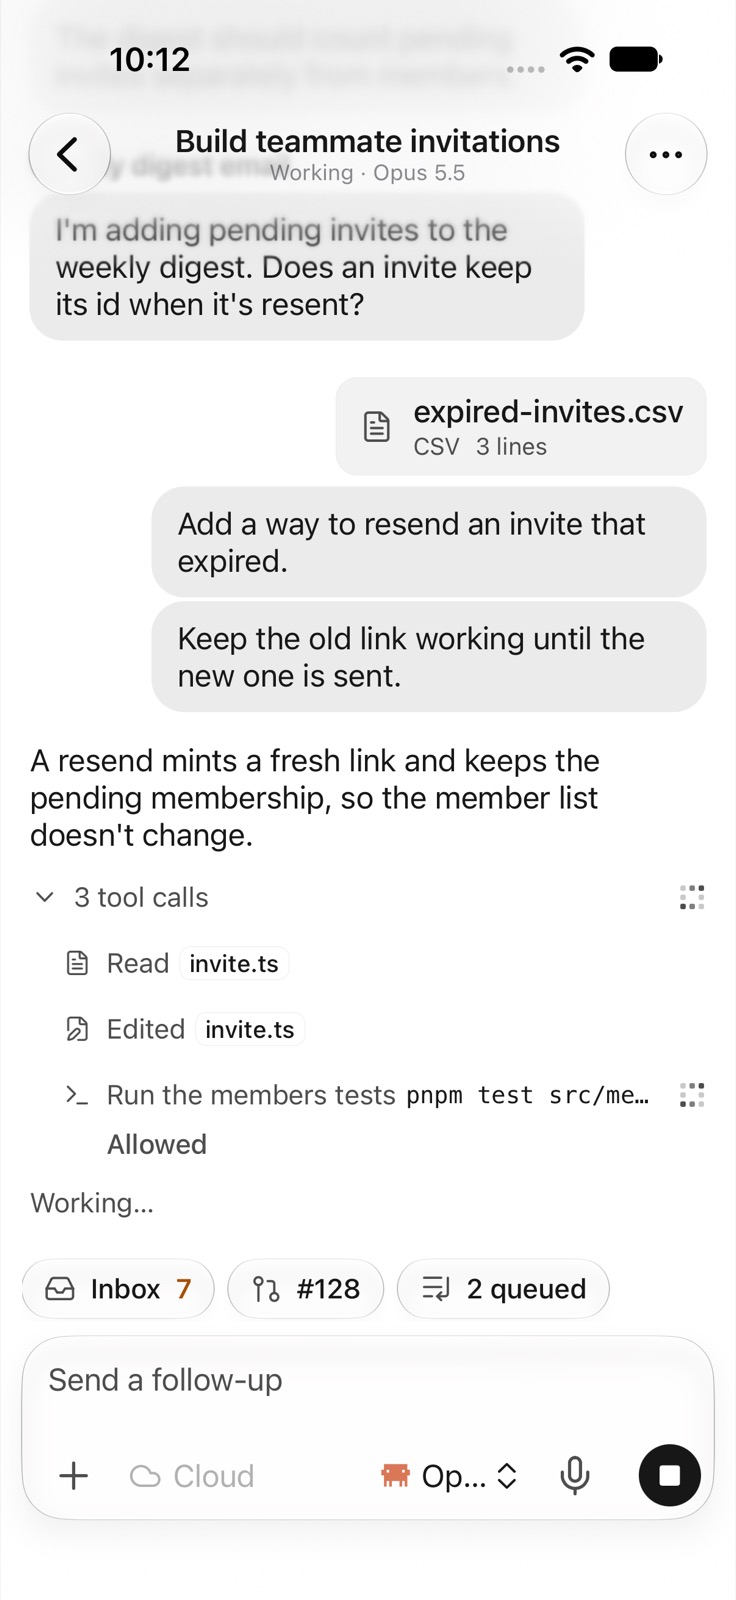 10:12
Build teammate invitations
y digest email
Working · Opus 5.5
I'm adding pending invites to the
weekly digest. Does an invite keep
its id when it's resent?
expired-invites.csv
CSV 3 lines
Add a way to resend an invite that
expired.
Keep the old link working until the
new one is sent.
A resend mints a fresh link and keeps the
pending membership, so the member list
doesn't change.
3 tool calls
Read invite.ts
Edited invite.ts
Run the members tests pnpm test src/me…
Allowed
Working...
Inbox 7
#128
2 queued
Send a follow-up
Cloud
Op...